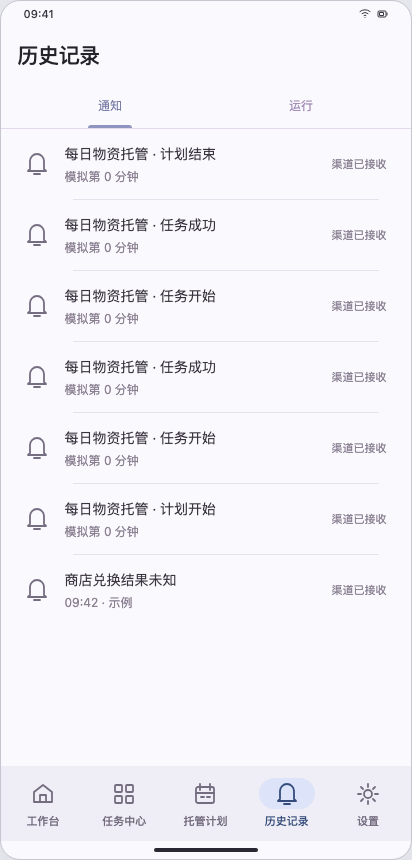 09:41
历史记录
通知
运行
每日物资托管 · 计划结束
模拟第 0 分钟
渠道已接收
每日物资托管 · 任务成功
模拟第 0 分钟
渠道已接收
每日物资托管 · 任务开始
模拟第 0 分钟
渠道已接收
每日物资托管 · 任务成功
模拟第 0 分钟
渠道已接收
每日物资托管 · 任务开始
模拟第 0 分钟
渠道已接收
每日物资托管 · 计划开始
模拟第 0 分钟
渠道已接收
商店兑换结果未知
09:42 · 示例
渠道已接收
工作台
任务中心
托管计划
历史记录
设置